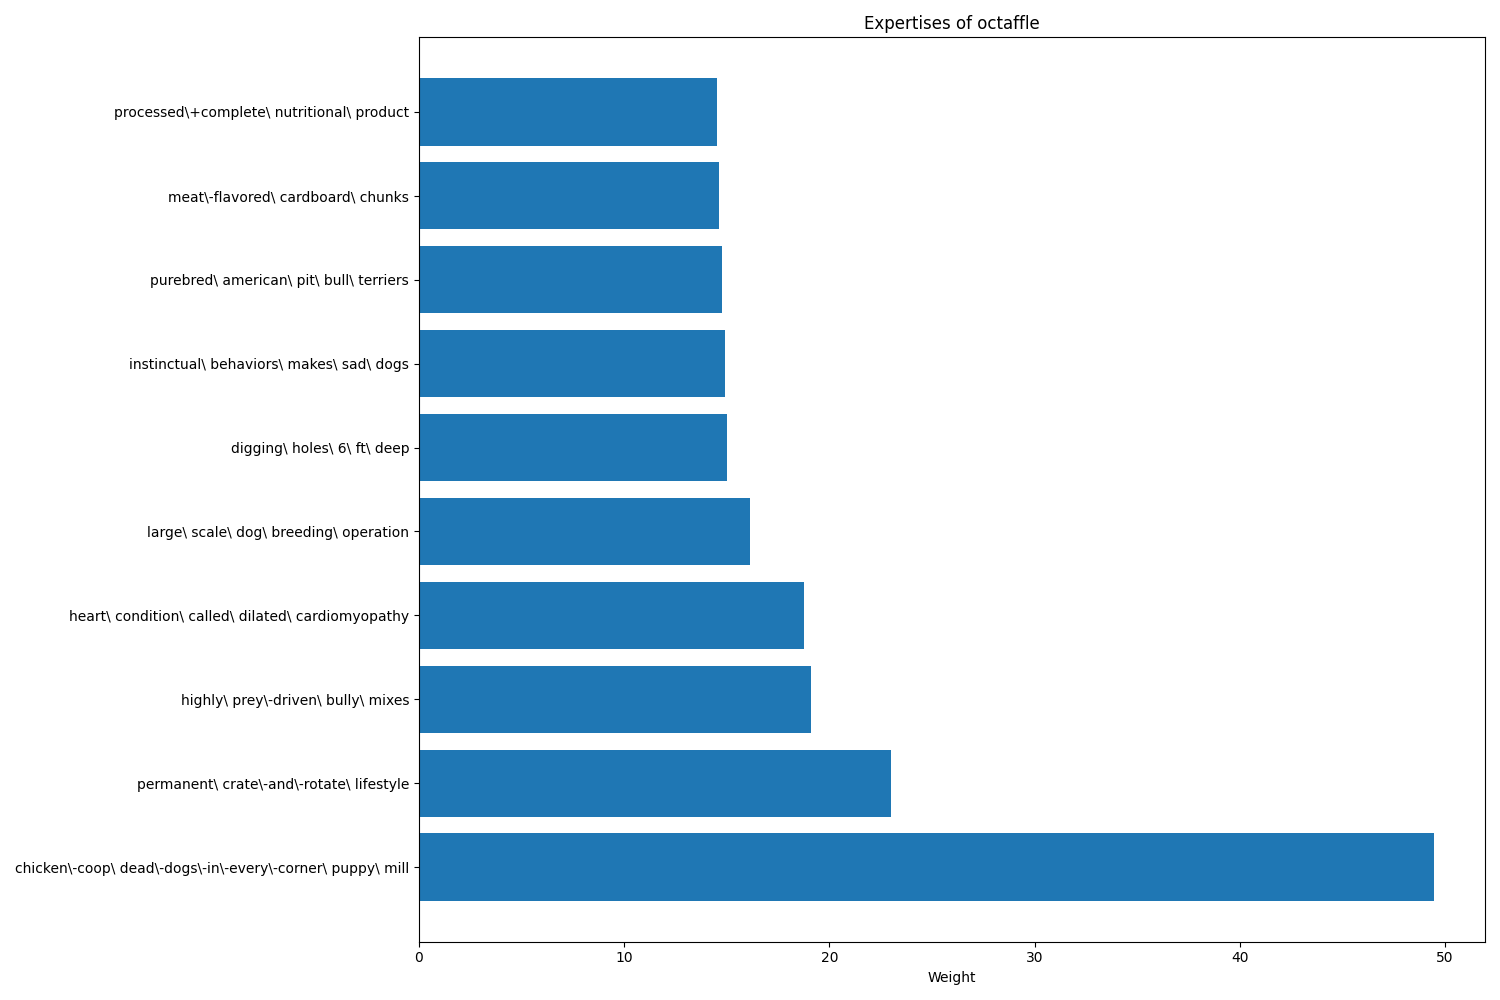 Expertises of octaffle
processed\+complete\ nutritional\ product
meat\-flavored\ cardboard\ chunks
purebred\ american\ pit\ bull\ terriers
instinctual\ behaviors\ makes\ sad\ dogs
digging\ holes\ 6\ ft\ deep
large\ scale\ dog\ breeding\ operation
heart\ condition\ called\ dilated\ cardiomyopathy
highly\ prey\-driven\ bully\ mixes
permanent\ crate\-and\-rotate\ lifestyle
chicken\-coop\ dead\-dogs\-in\-every\-corner\ puppy\ mill
0 10 20 30 40 50
Weight